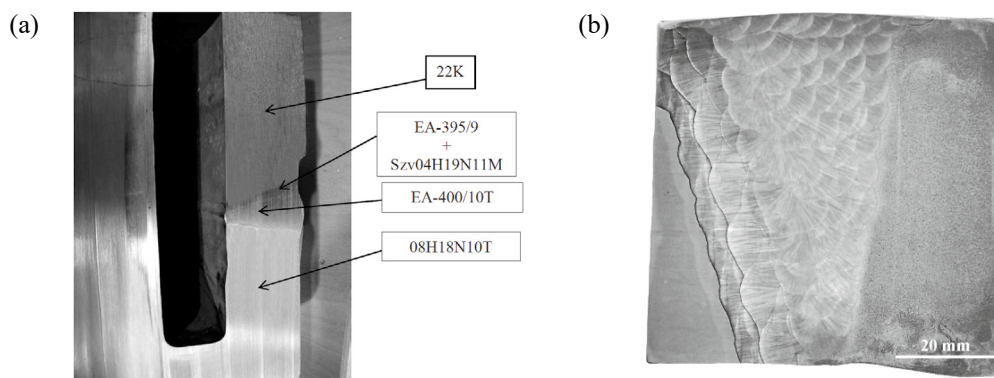 (a)
22K
EA-395/9
+
Szv04H19N11M
EA-400/10T
08H18N10T
(b)
20 mm